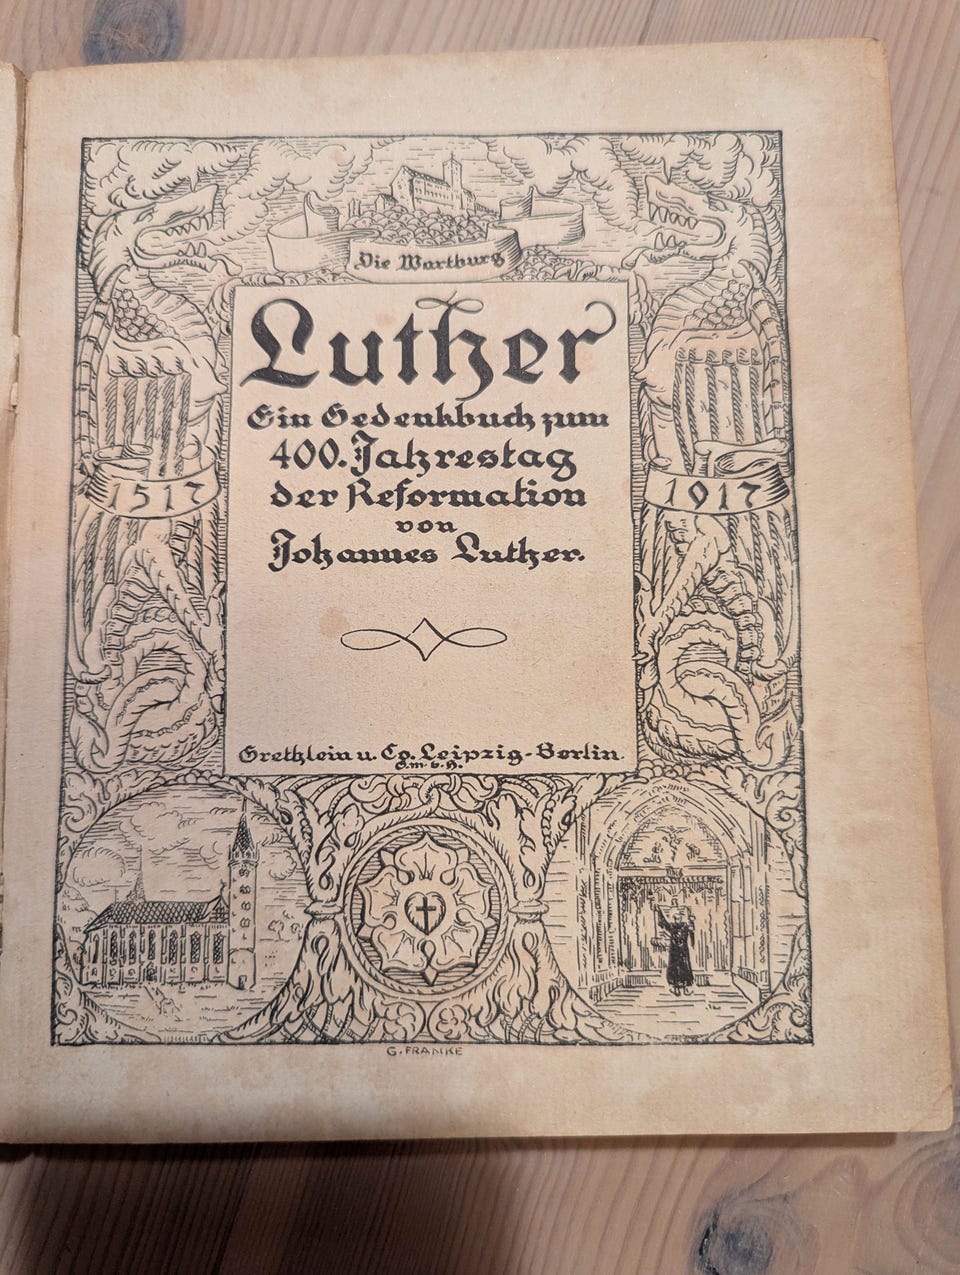 Die Wartburg
Luther
Ein Gedenkbuch zum
400. Jahrestag
der Reformation
von
Johannes Luther.
1517
1917
Grethlein u. Co. Leipzig-Berlin.
G.m.b.H.
G. FRANKE